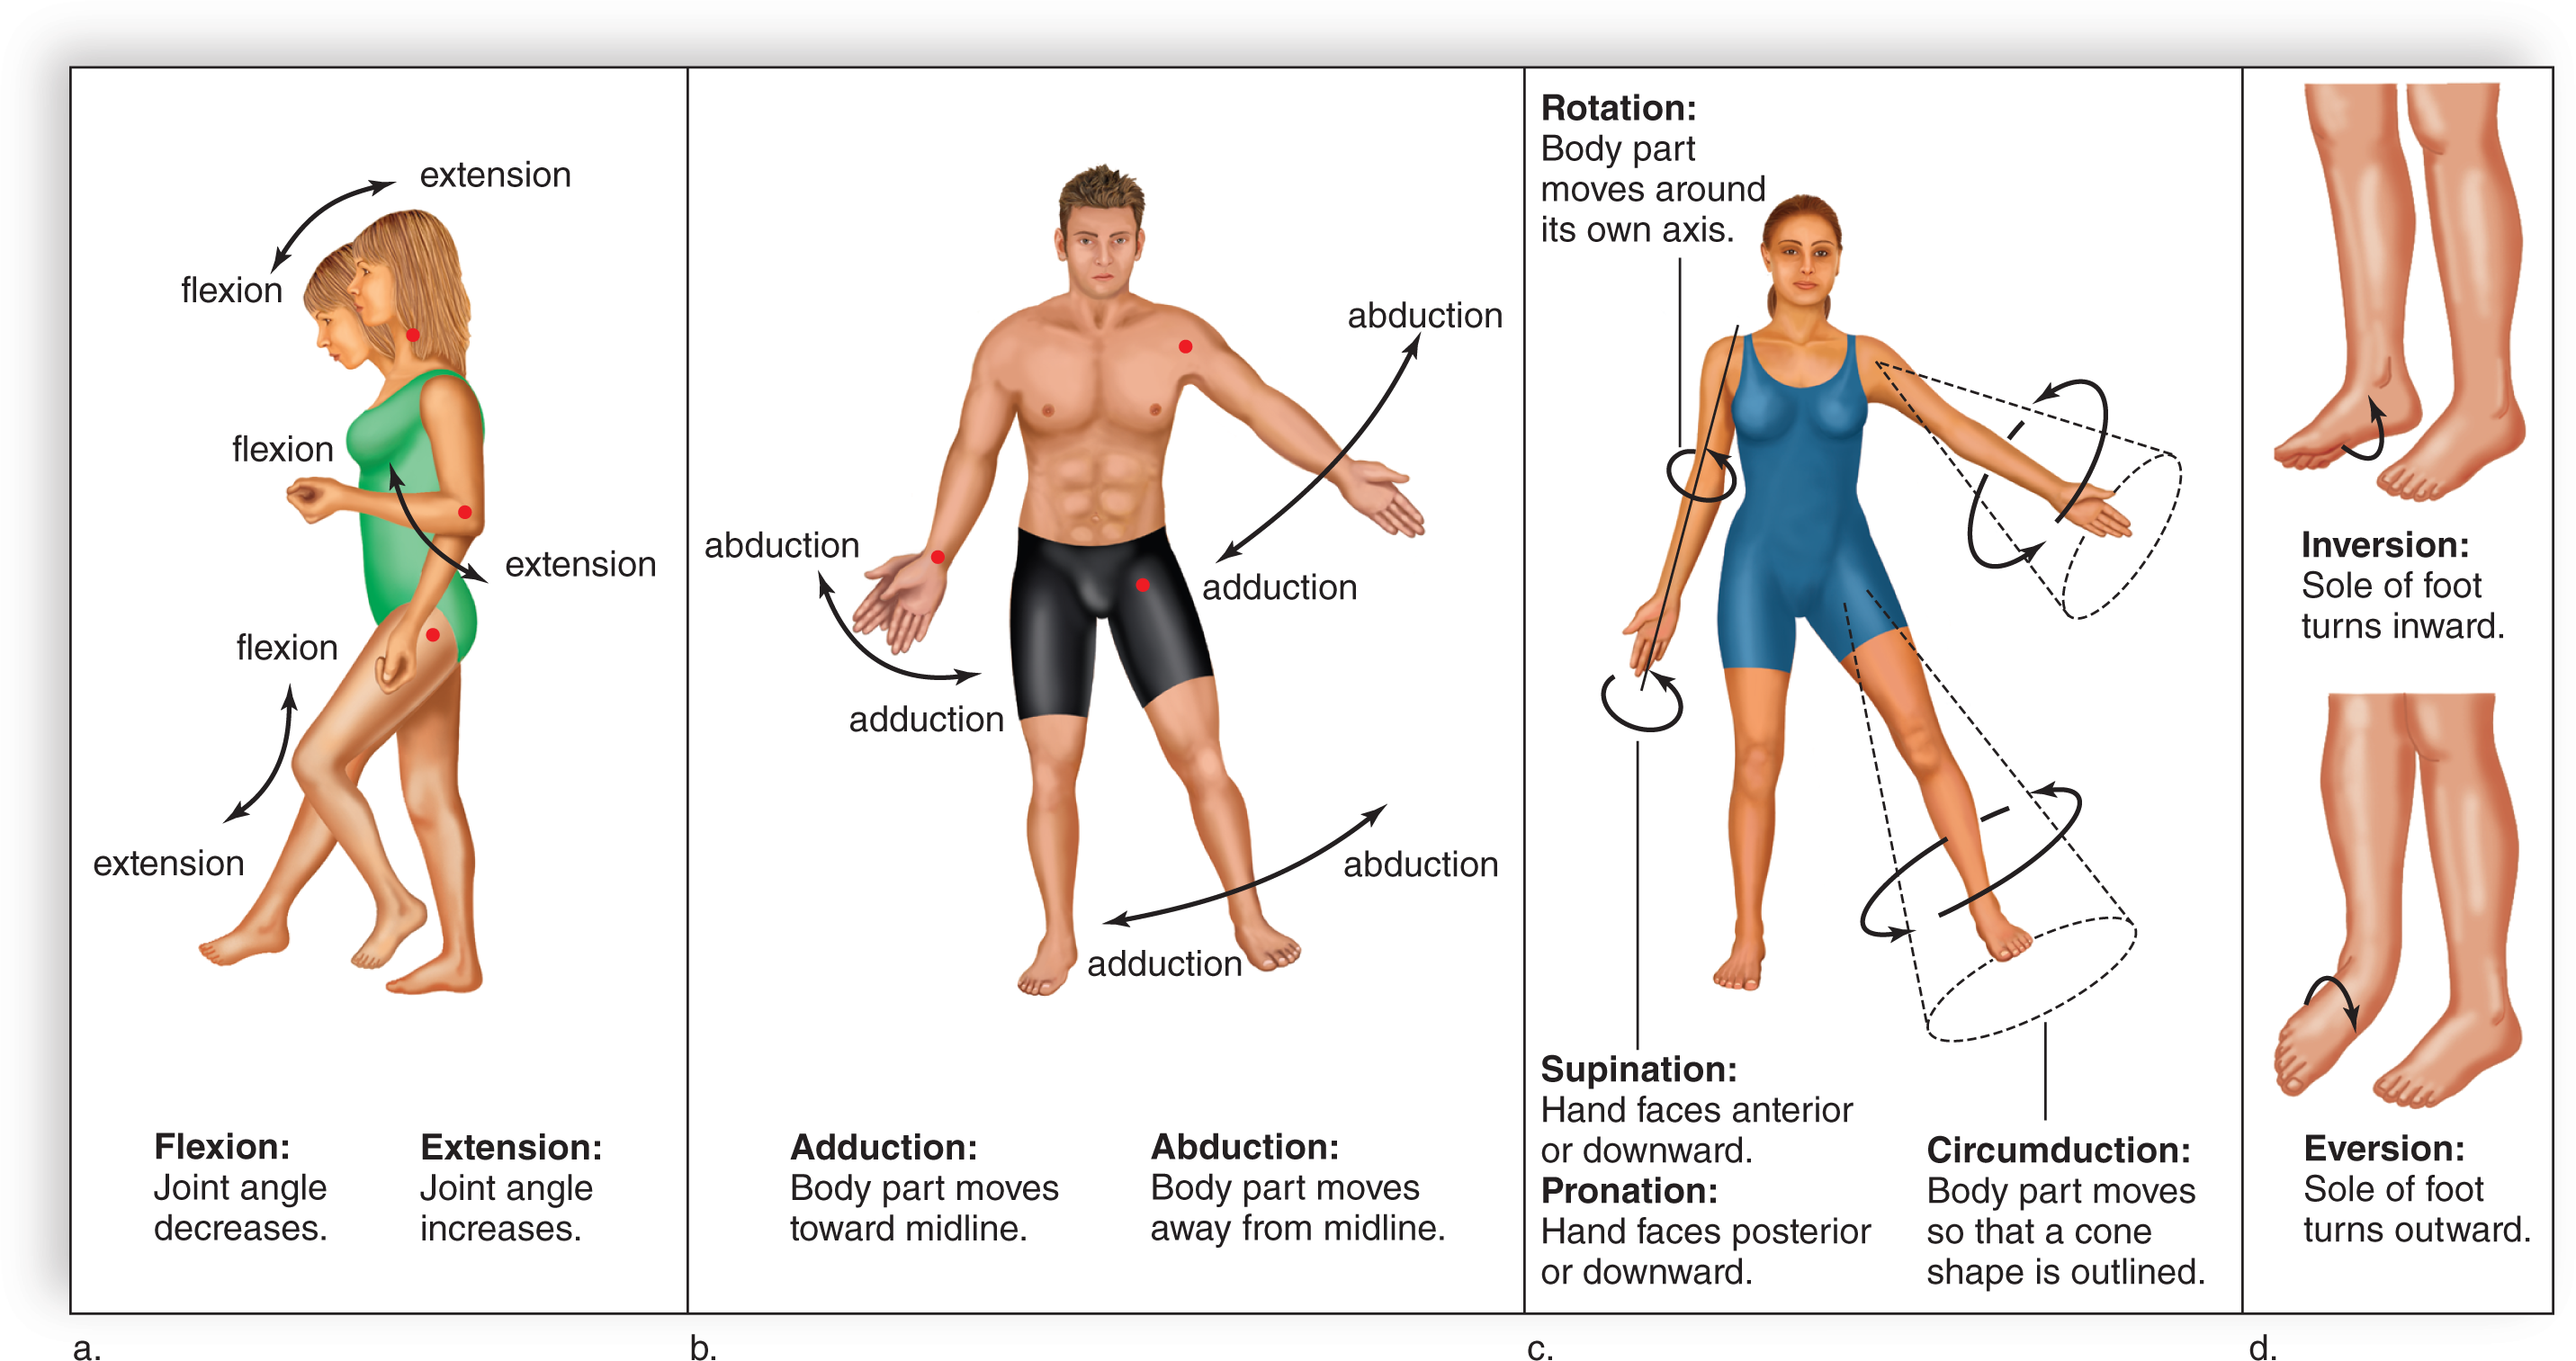 extension
flexion
flexion
extension
flexion
extension
Flexion:
Joint angle
decreases.
Extension:
Joint angle
increases.
a.
abduction
abduction
adduction
adduction
abduction
adduction
Adduction:
Body part moves
toward midline.
Abduction:
Body part moves
away from midline.
b.
Rotation:
Body part
moves around
its own axis.
Supination:
Hand faces anterior
or downward.
Pronation:
Hand faces posterior
or downward.
Circumduction:
Body part moves
so that a cone
shape is outlined.
c.
Inversion:
Sole of foot
turns inward.
Eversion:
Sole of foot
turns outward.
d.